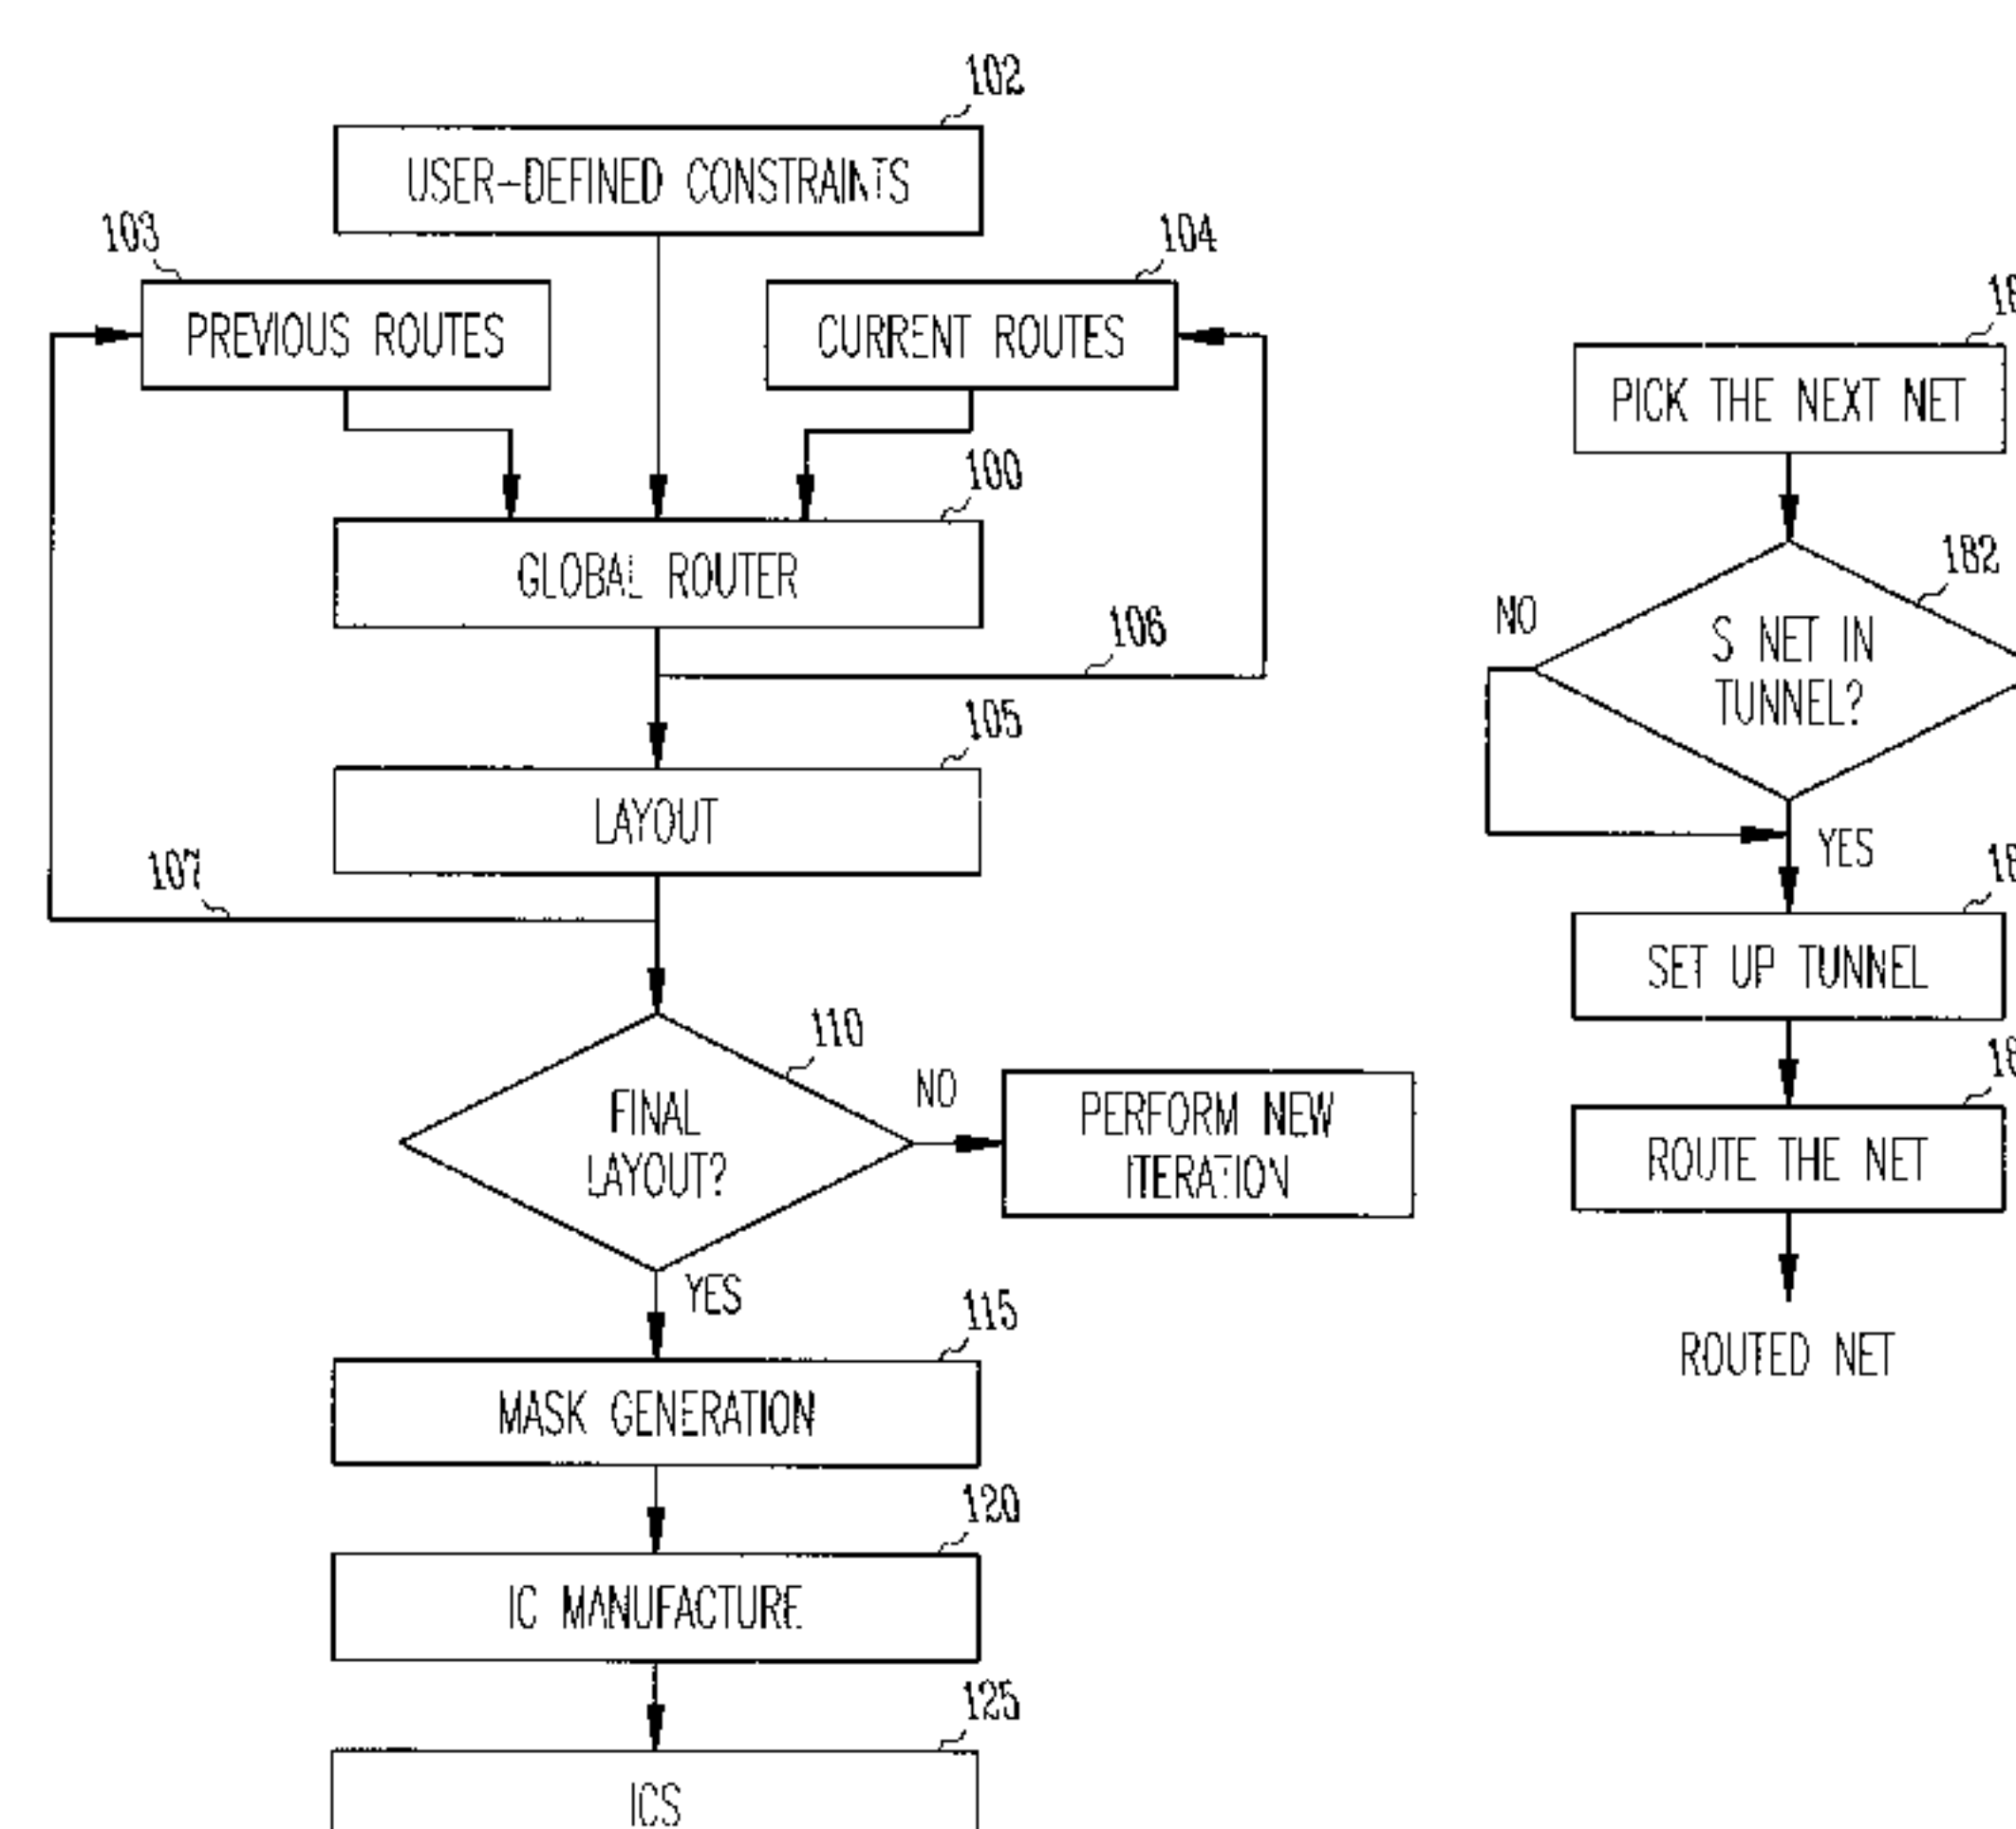 102
USER-DEFINED CONSTRAINTS
103
104
PREVIOUS ROUTES
CURRENT ROUTES
100
GLOBAL ROUTER
106
105
LAYOUT
107
110
FINAL
LAYOUT?
NO
PERFORM NEW
ITERATION
YES
115
MASK GENERATION
120
IC MANUFACTURE
125
ICS
PICK THE NEXT NET
182
NO
S NET IN
TUNNEL?
YES
SET UP TUNNEL
ROUTE THE NET
ROUTED NET